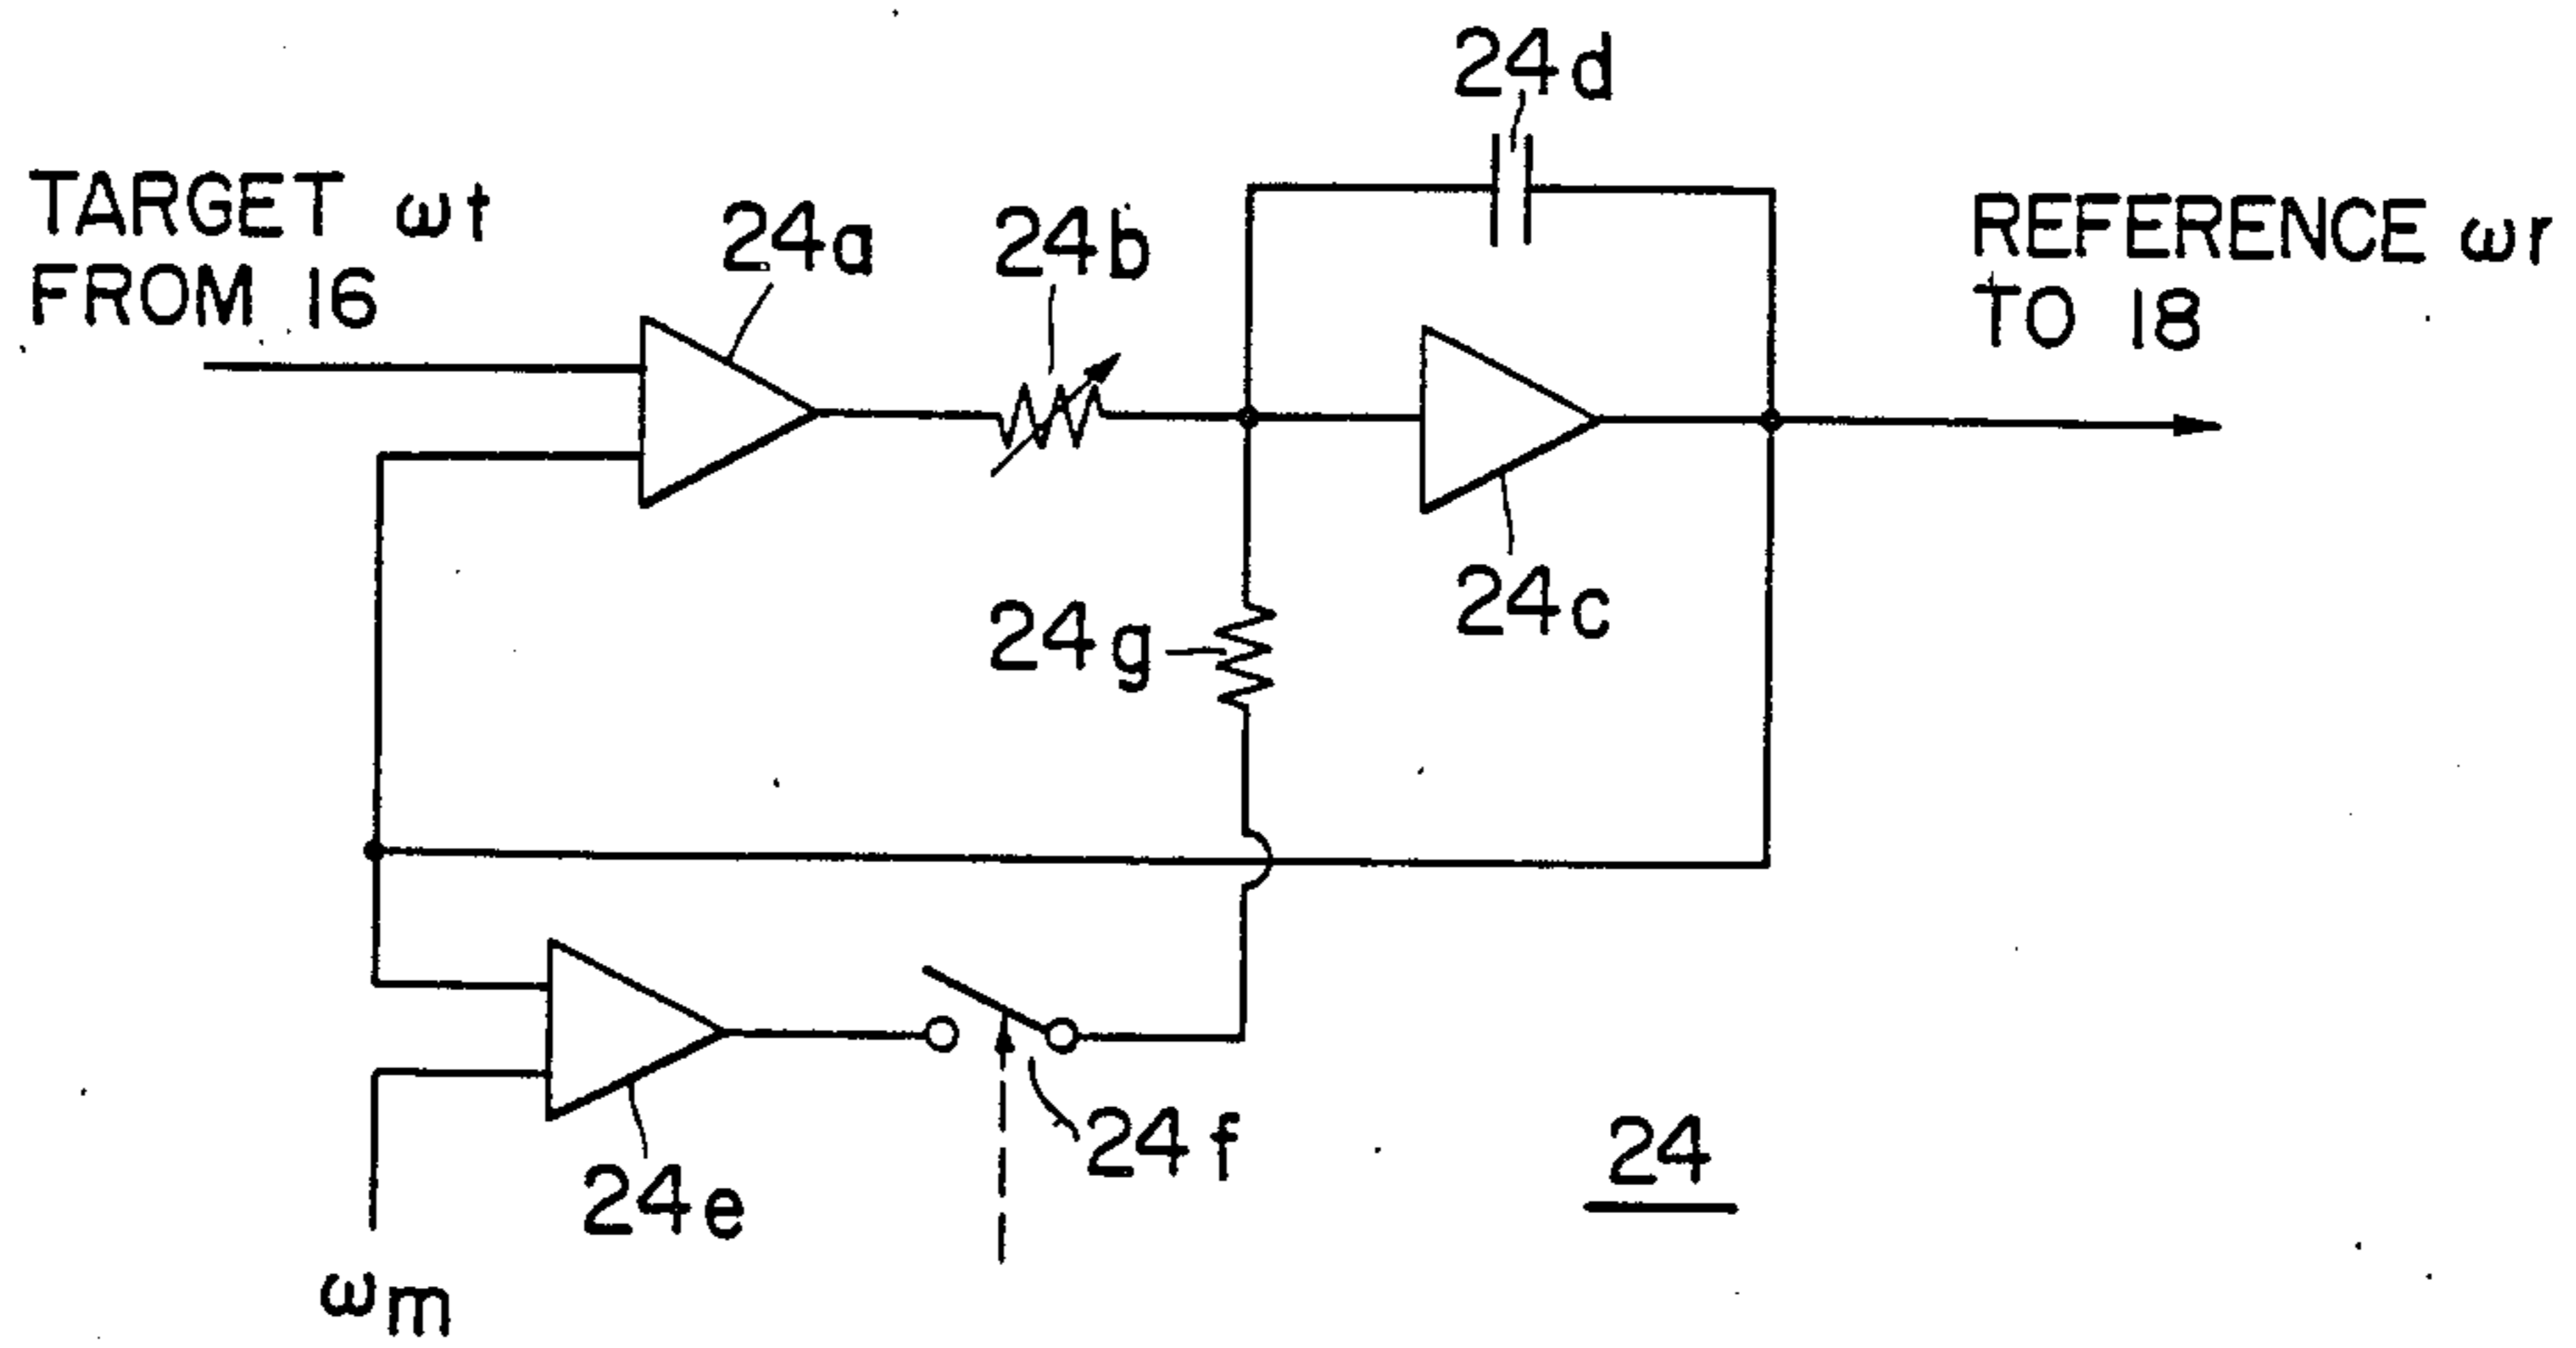 24d
TARGET ωt
FROM 16
24a
24b
REFERENCE ωr
TO 18
24c
24g
24f
24
24e
ωm